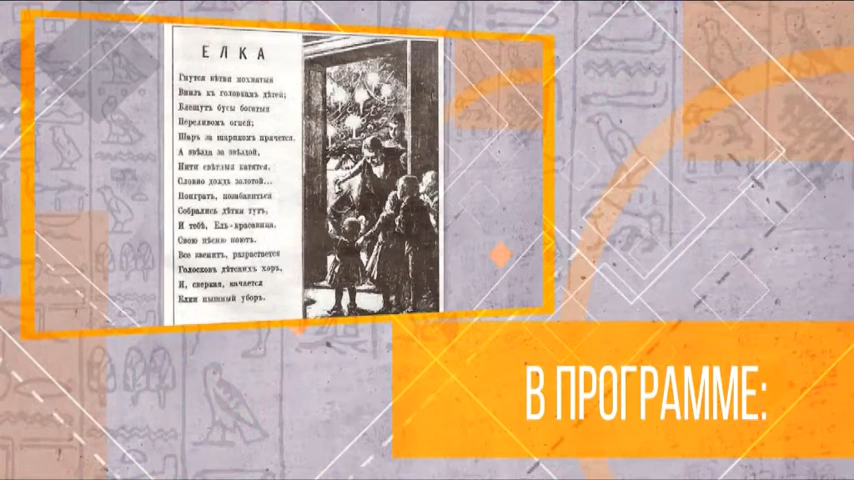 ЕЛКА
Гнутся вѣтви мохнатыя
Внизъ къ головкамъ дѣтей;
Блещутъ бусы богатыя
Переливомъ огней;
Шаръ за шарикомъ прячется,
А звѣзда за звѣздой,
Нити свѣтлыя катятся,
Словно дождь золотой...
Поиграть, позабавиться
Собрались дѣтки тутъ,
И тебѣ, Ель-красавица,
Свою пѣсню поютъ.
Все звенитъ, разрастается
Голосковъ дѣтскихъ хоръ,
И, сверкая, качается
Елки пышный уборъ.
В ПРОГРАММЕ: